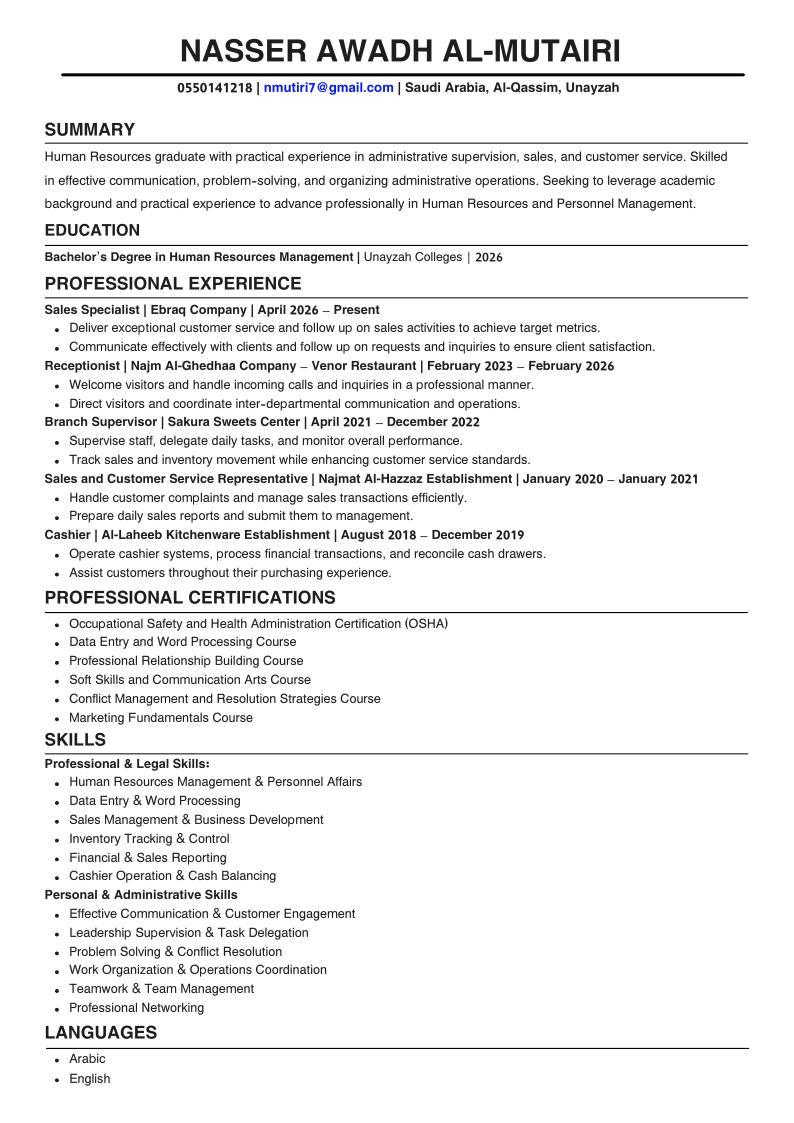 NASSER AWADH AL-MUTAIRI
0550141218 | nmutiri7@gmail.com | Saudi Arabia, Al-Qassim, Unayzah
SUMMARY
Human Resources graduate with practical experience in administrative supervision, sales, and customer service. Skilled
in effective communication, problem-solving, and organizing administrative operations. Seeking to leverage academic
background and practical experience to advance professionally in Human Resources and Personnel Management.
EDUCATION
Bachelor's Degree in Human Resources Management | Unayzah Colleges | 2026
PROFESSIONAL EXPERIENCE
Sales Specialist | Ebraq Company | April 2026 – Present
• Deliver exceptional customer service and follow up on sales activities to achieve target metrics.
• Communicate effectively with clients and follow up on requests and inquiries to ensure client satisfaction.
Receptionist | Najm Al-Ghedhaa Company – Venor Restaurant | February 2023 – February 2026
• Welcome visitors and handle incoming calls and inquiries in a professional manner.
• Direct visitors and coordinate inter-departmental communication and operations.
Branch Supervisor | Sakura Sweets Center | April 2021 – December 2022
• Supervise staff, delegate daily tasks, and monitor overall performance.
• Track sales and inventory movement while enhancing customer service standards.
Sales and Customer Service Representative | Najmat Al-Hazzaz Establishment | January 2020 – January 2021
• Handle customer complaints and manage sales transactions efficiently.
• Prepare daily sales reports and submit them to management.
Cashier | Al-Laheeb Kitchenware Establishment | August 2018 – December 2019
• Operate cashier systems, process financial transactions, and reconcile cash drawers.
• Assist customers throughout their purchasing experience.
PROFESSIONAL CERTIFICATIONS
• Occupational Safety and Health Administration Certification (OSHA)
• Data Entry and Word Processing Course
• Professional Relationship Building Course
• Soft Skills and Communication Arts Course
• Conflict Management and Resolution Strategies Course
• Marketing Fundamentals Course
SKILLS
Professional & Legal Skills:
• Human Resources Management & Personnel Affairs
• Data Entry & Word Processing
• Sales Management & Business Development
• Inventory Tracking & Control
• Financial & Sales Reporting
• Cashier Operation & Cash Balancing
Personal & Administrative Skills
• Effective Communication & Customer Engagement
• Leadership Supervision & Task Delegation
• Problem Solving & Conflict Resolution
• Work Organization & Operations Coordination
• Teamwork & Team Management
• Professional Networking
LANGUAGES
• Arabic
• English